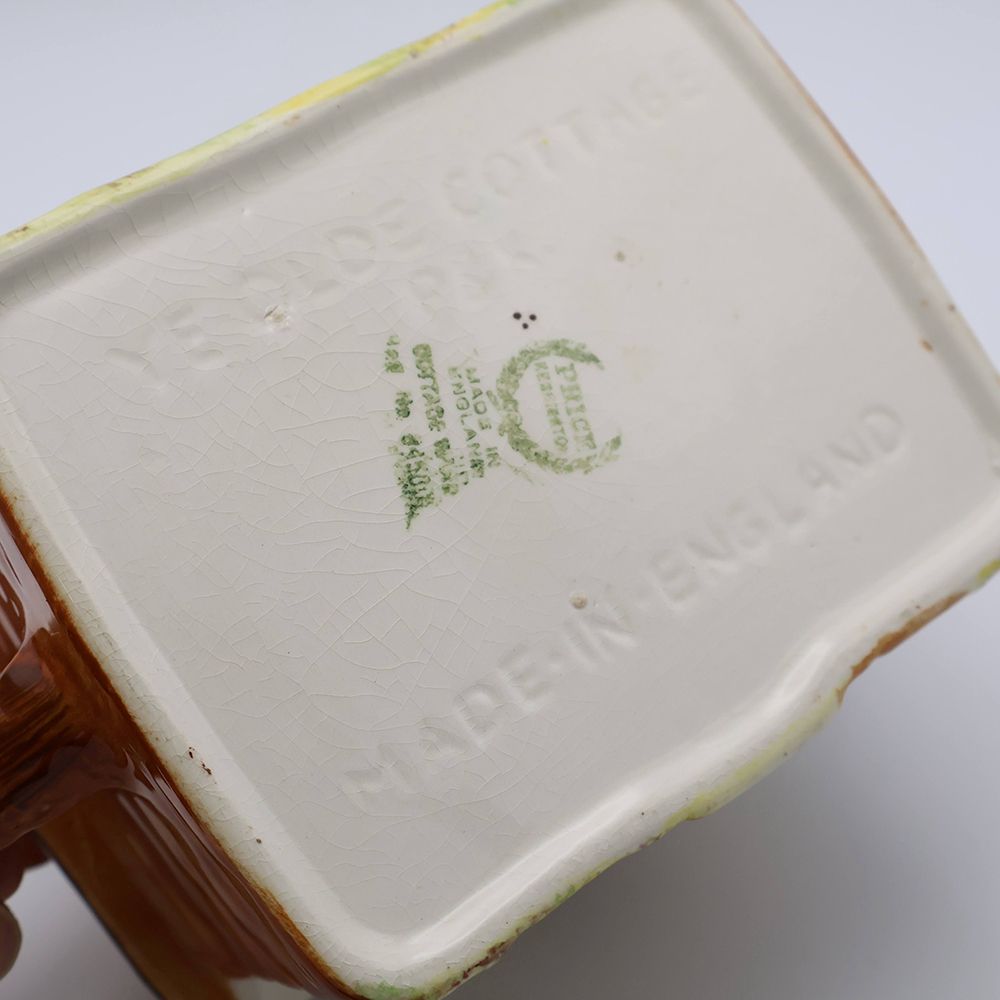 YE OLDE COTTAGE
PRICE
MADE IN
ENGLAND
COTTAGE WARE
MADE·IN·ENGLAND